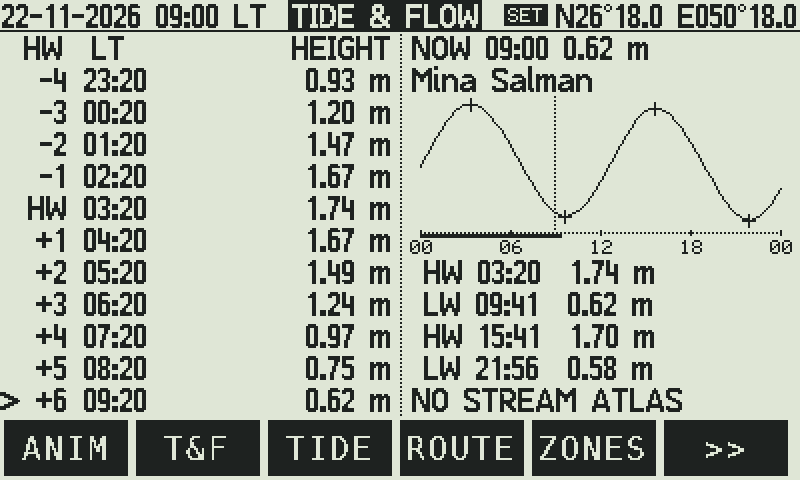 22-11-2026 09:00 LT TIDE & FLOW SET N26°18.0 E050°18.0
HW LT HEIGHT
-4 23:20 0.93 m
-3 00:20 1.20 m
-2 01:20 1.47 m
-1 02:20 1.67 m
HW 03:20 1.74 m
+1 04:20 1.67 m
+2 05:20 1.49 m
+3 06:20 1.24 m
+4 07:20 0.97 m
+5 08:20 0.75 m
> +6 09:20 0.62 m
NOW 09:00 0.62 m
Mina Salman
00 06 12 18 00
HW 03:20 1.74 m
LW 09:41 0.62 m
HW 15:41 1.70 m
LW 21:56 0.58 m
NO STREAM ATLAS
ANIM T&F TIDE ROUTE ZONES >>